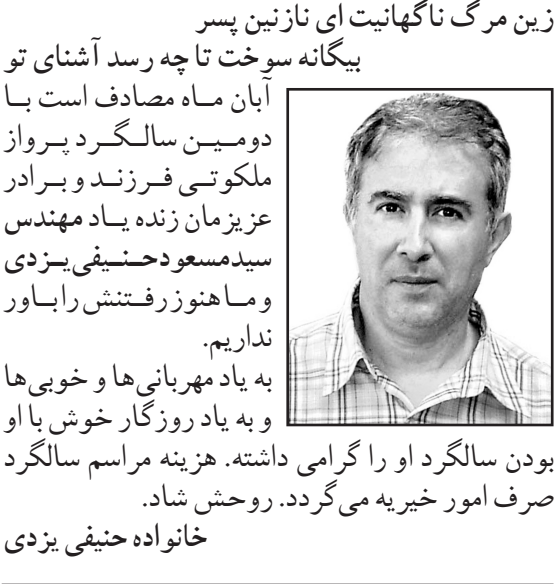 زین مرگ ناگهانیت ای نازنین پسر
بیگانه سوخت تا چه رسد آشنای تو
آبان ماه مصادف است با
دومین سالگرد پرواز
ملکوتی فرزند و برادر
عزیزمان زنده یاد مهندس
سیدمسعود حنیفی یزدی
و ما هنوز رفتنش را باور
نداریم.
به یاد مهربانی‌ها و خوبی‌ها
و به یاد روزگار خوش با او
بودن سالگرد او را گرامی داشته. هزینه مراسم سالگرد
صرف امور خیریه می‌گردد. روحش شاد.
خانواده حنیفی یزدی